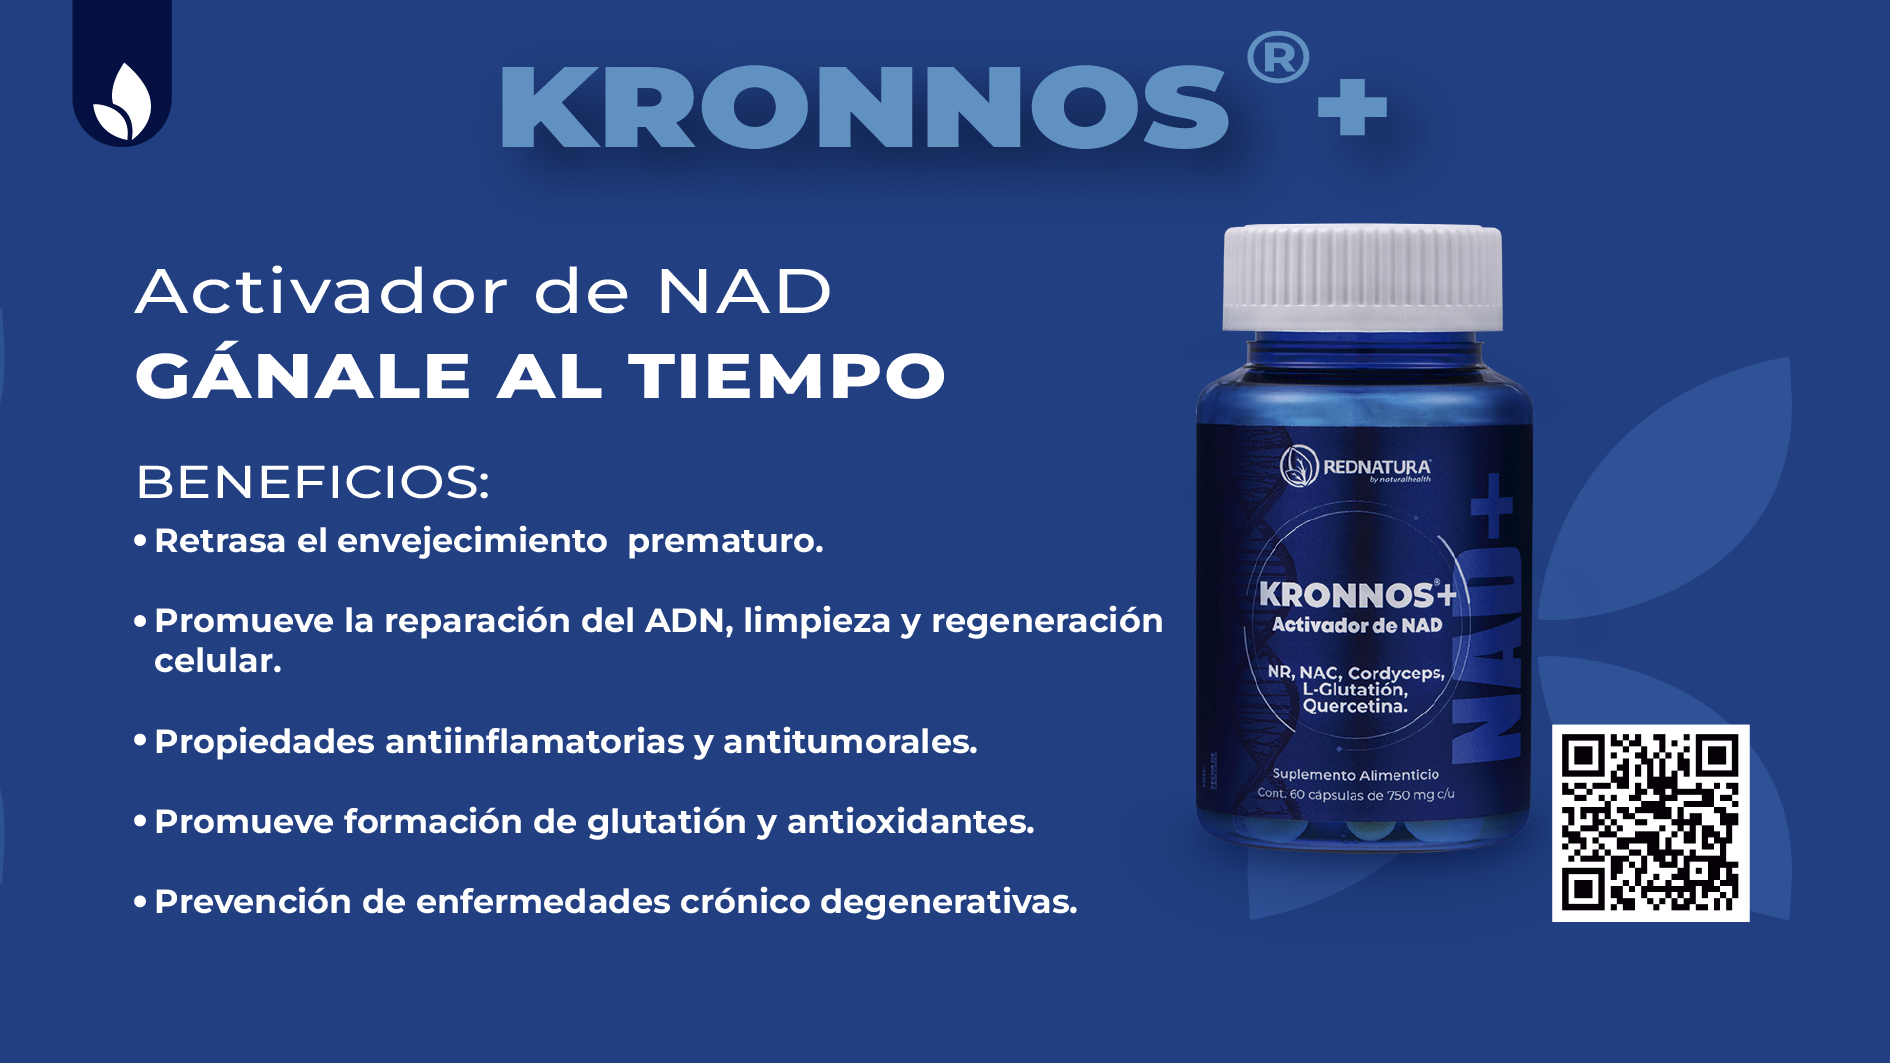 KRONNOS®+
Activador de NAD
GÁNALE AL TIEMPO
BENEFICIOS:
• Retrasa el envejecimiento  prematuro.
• Promueve la reparación del ADN, limpieza y regeneración
celular.
• Propiedades antiinflamatorias y antitumorales.
• Promueve formación de glutatión y antioxidantes.
• Prevención de enfermedades crónico degenerativas.
REDNATURA
by naturalhealth
KRONNOS®+
Activador de NAD
NR, NAC, Cordyceps,
L-Glutatión,
Quercetina.
Suplemento Alimenticio
Cont. 60 cápsulas de 750 mg c/u
NAD+